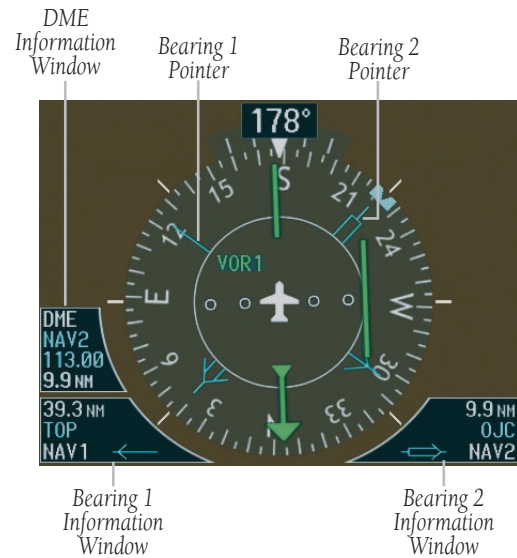 DME
Information
Window
Bearing 1
Pointer
Bearing 2
Pointer
178°
S
21
24
W
30
33
N
3
6
E
12
15
VOR1
DME
NAV2
113.00
9.9 NM
39.3 NM
TOP
NAV1
9.9 NM
OJC
NAV2
Bearing 1
Information
Window
Bearing 2
Information
Window